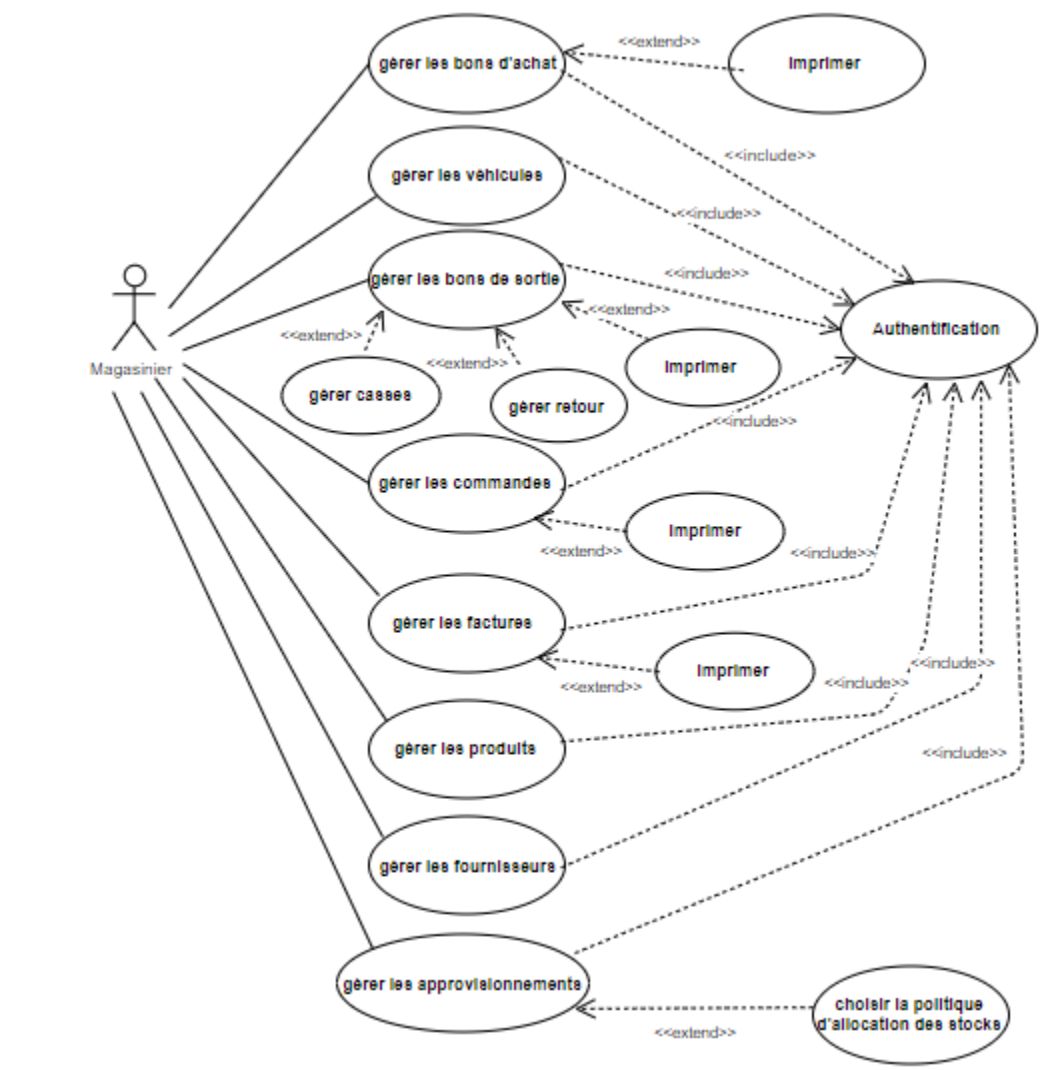 <<extend>>
gérer les bons d'achat
Imprimer
<<include>>
gérer les véhicules
<<include>>
gérer les bons de sortie
<<include>>
<<extend>>
Authentification
<<extend>>
<<extend>>
Imprimer
Magasinier
gérer casses
gérer retour
<<include>>
gérer les commandes
Imprimer
<<extend>>
<<include>>
gérer les factures
<<include>>
Imprimer
<<extend>>
<<include>>
gérer les produits
<<include>>
gérer les fournisseurs
gérer les approvisionnements
choisir la politique
d'allocation des stocks
<<extend>>